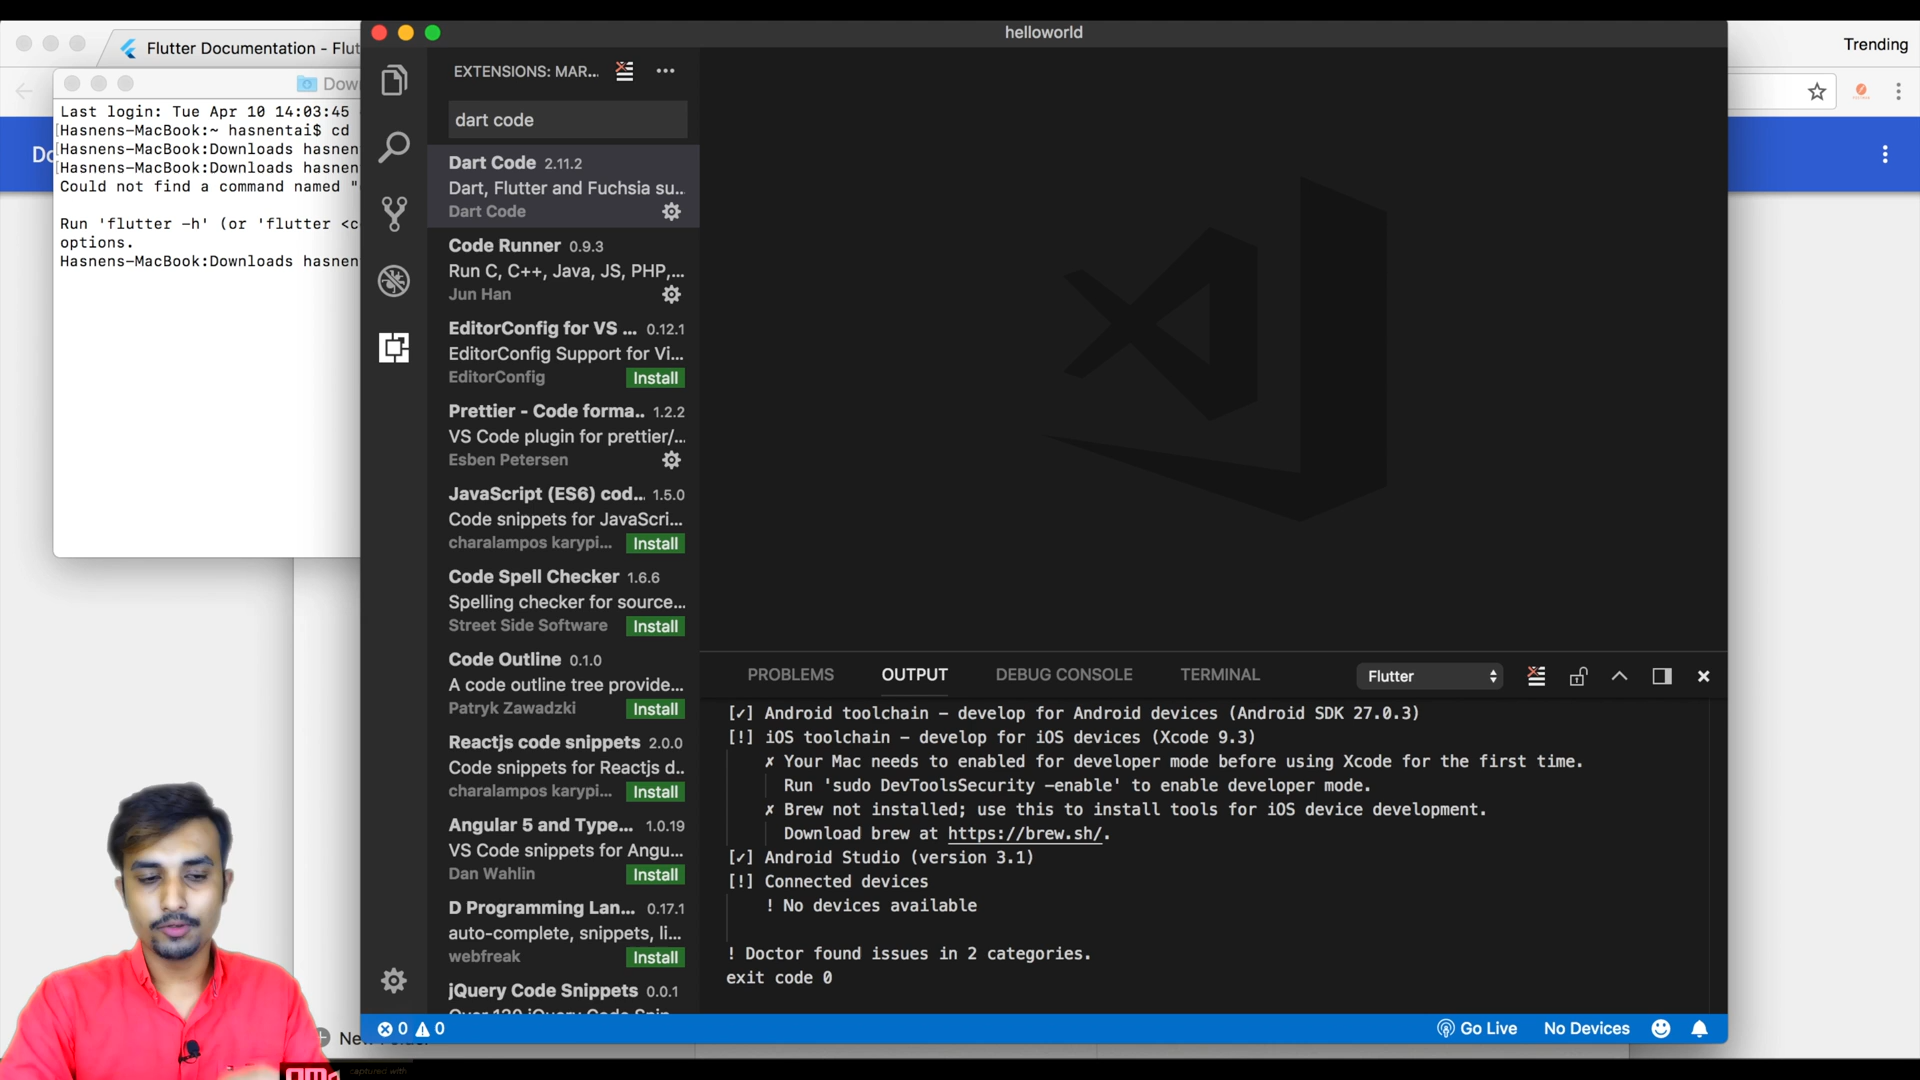 helloworld
Flutter Documentation - Flut
Trending
Down
Last login: Tue Apr 10 14:03:45
[Hasnens-MacBook:~ hasnentai$ cd
[Hasnens-MacBook:Downloads hasnen
[Hasnens-MacBook:Downloads hasnen
Could not find a command named "
Run 'flutter -h' (or 'flutter <c
options.
Hasnens-MacBook:Downloads hasnen
Do
New Folder
EXTENSIONS: MAR...
dart code
Dart Code 2.11.2
Dart, Flutter and Fuchsia su...
Dart Code
Code Runner 0.9.3
Run C, C++, Java, JS, PHP,...
Jun Han
EditorConfig for VS ... 0.12.1
EditorConfig Support for Vi...
EditorConfig Install
Prettier - Code forma.. 1.2.2
VS Code plugin for prettier/...
Esben Petersen
JavaScript (ES6) cod... 1.5.0
Code snippets for JavaScri...
charalampos karypi... Install
Code Spell Checker 1.6.6
Spelling checker for source...
Street Side Software Install
Code Outline 0.1.0
A code outline tree provide...
Patryk Zawadzki Install
Reactjs code snippets 2.0.0
Code snippets for Reactjs d..
charalampos karypi... Install
Angular 5 and Type... 1.0.19
VS Code snippets for Angu...
Dan Wahlin Install
D Programming Lan... 0.17.1
auto-complete, snippets, li...
webfreak Install
jQuery Code Snippets 0.0.1
Over 130 jQuery Code Snip
PROBLEMS OUTPUT DEBUG CONSOLE TERMINAL Flutter
[✓] Android toolchain - develop for Android devices (Android SDK 27.0.3)
[!] iOS toolchain - develop for iOS devices (Xcode 9.3)
✗ Your Mac needs to enabled for developer mode before using Xcode for the first time.
Run 'sudo DevToolsSecurity -enable' to enable developer mode.
✗ Brew not installed; use this to install tools for iOS device development.
Download brew at https://brew.sh/.
[✓] Android Studio (version 3.1)
[!] Connected devices
! No devices available
! Doctor found issues in 2 categories.
exit code 0
0 0
Go Live No Devices
captured with